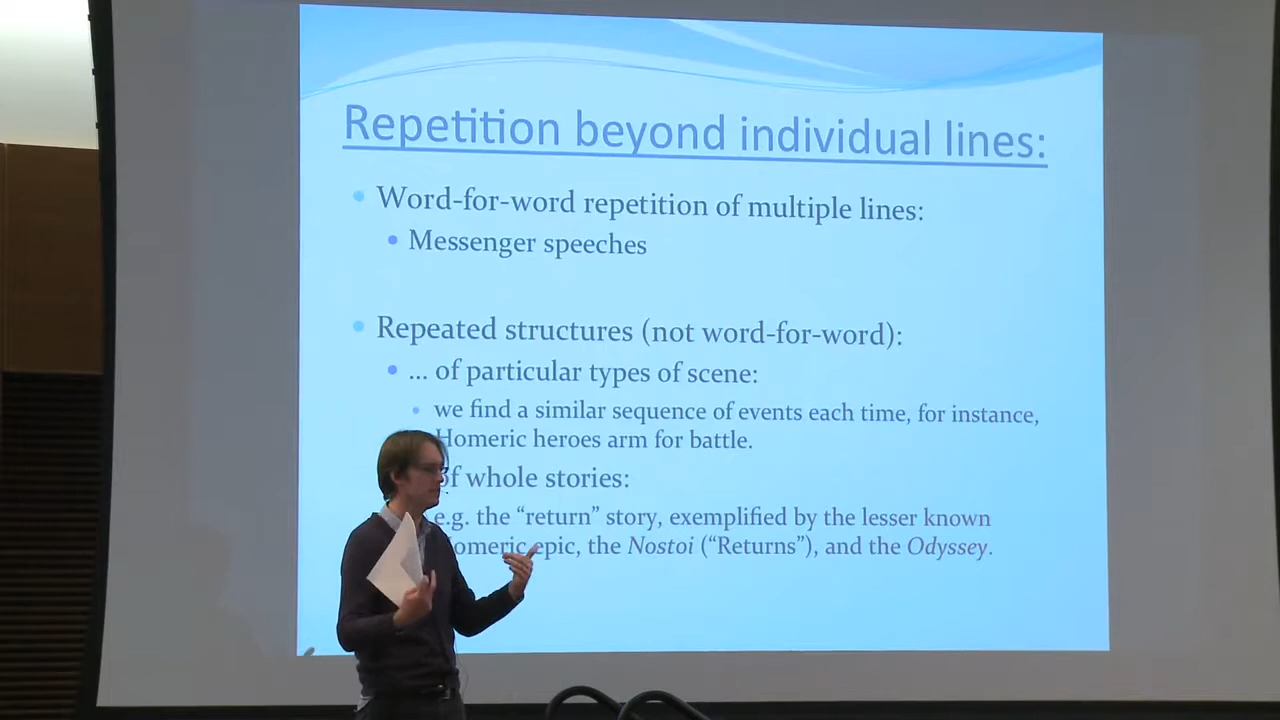 Repetition beyond individual lines:
Word-for-word repetition of multiple lines:
Messenger speeches
Repeated structures (not word-for-word):
... of particular types of scene:
we find a similar sequence of events each time, for instance,
Homeric heroes arm for battle.
of whole stories:
e.g. the “return” story, exemplified by the lesser known
omeric epic, the Nostoi (“Returns”), and the Odyssey.